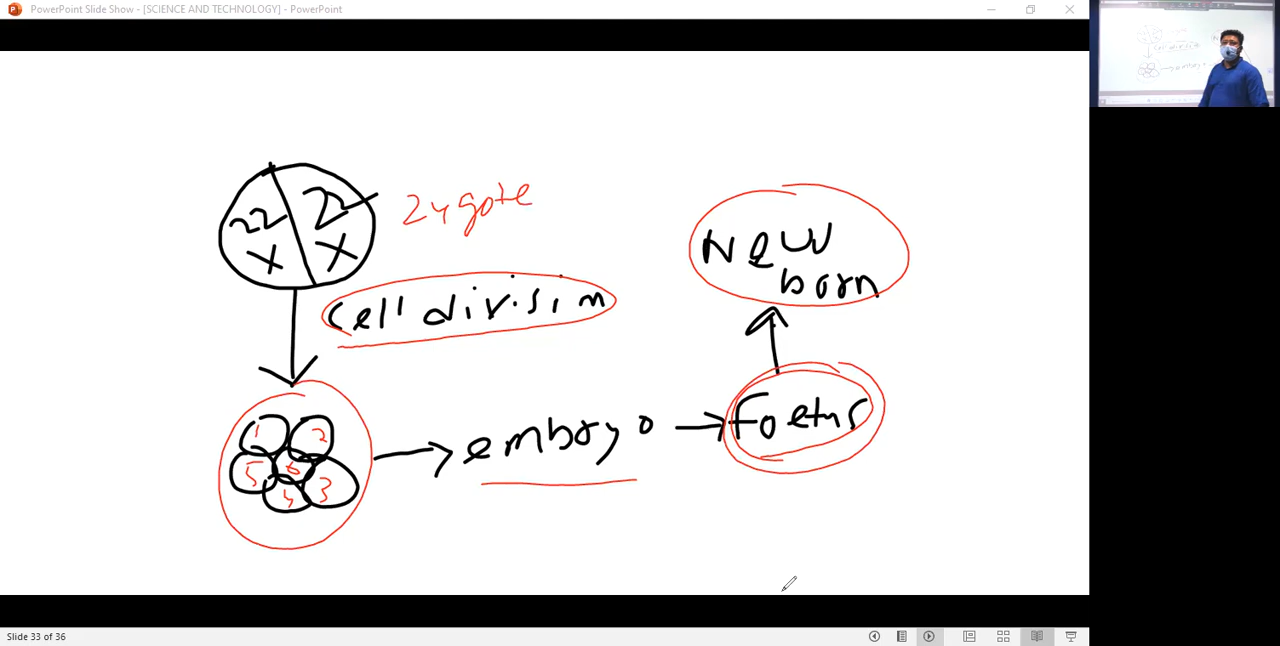 PowerPoint Slide Show - [SCIENCE AND TECHNOLOGY] - PowerPoint
22 22
X X
Zygote
Cell division
New
born
1 2
5 6 3
4
embryo
Foetus
Slide 33 of 36